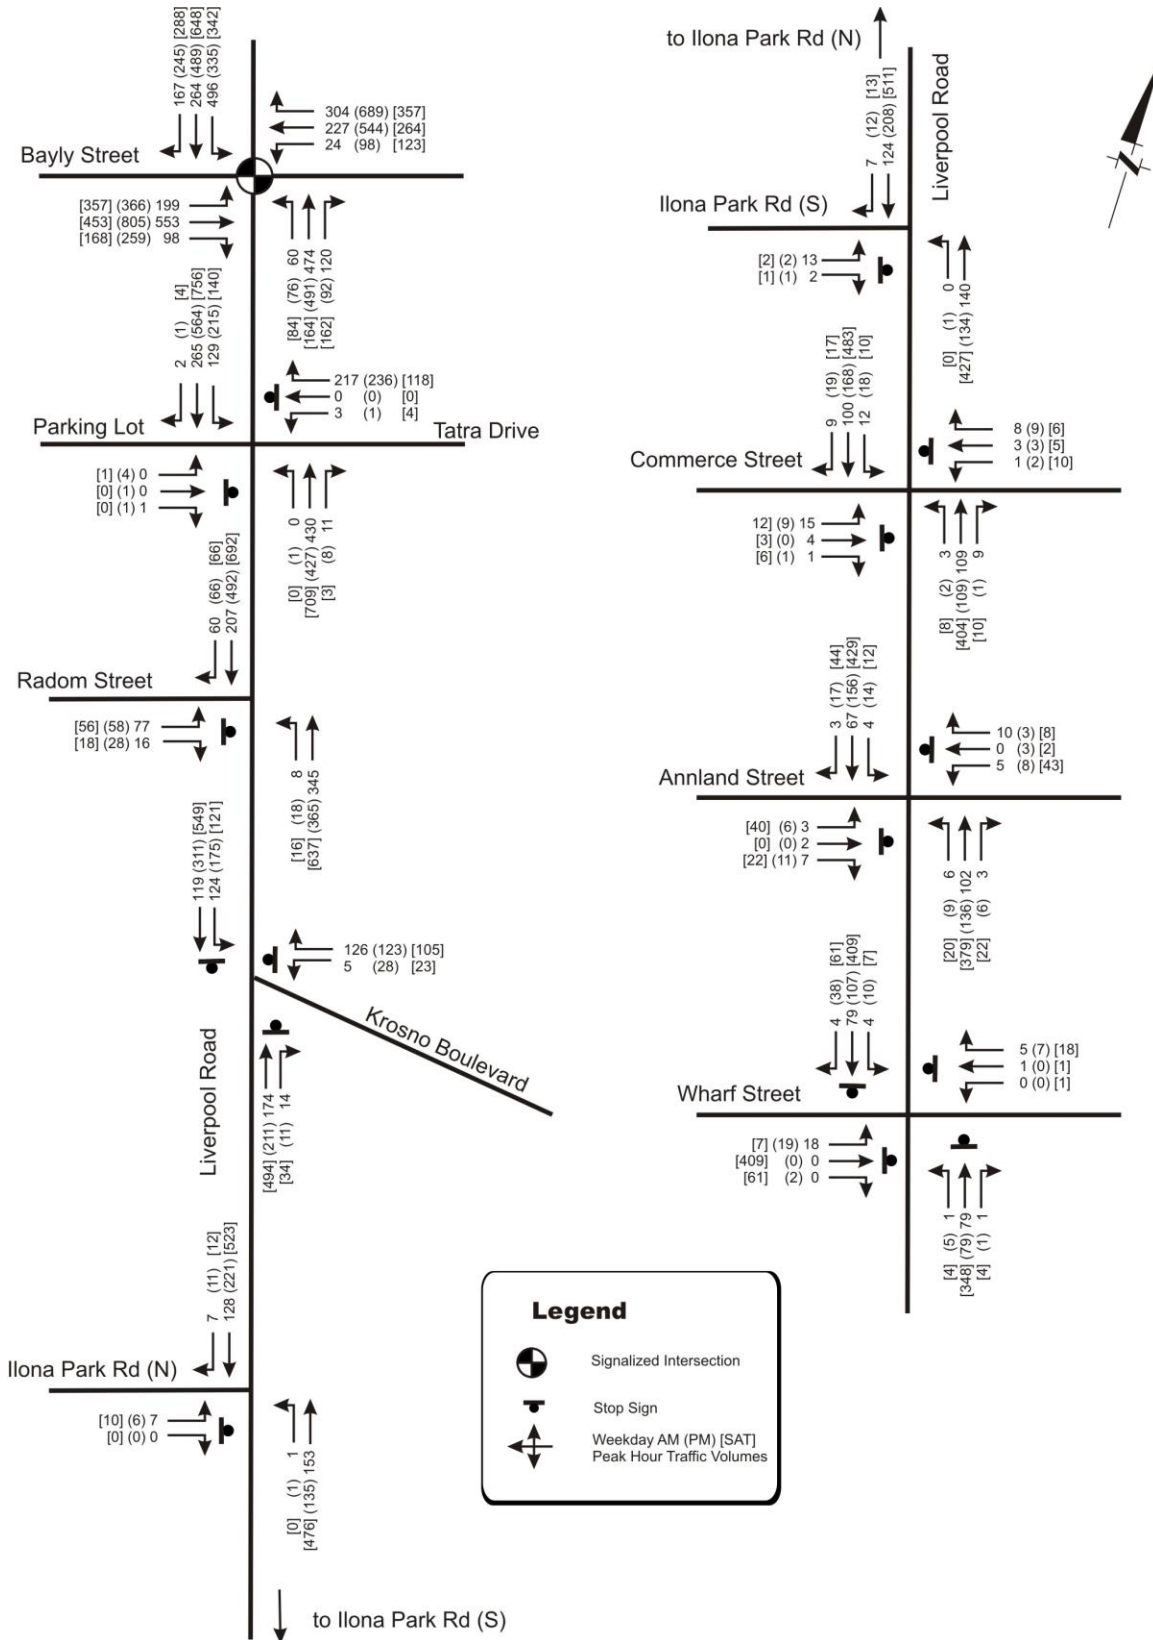 167 (245) [288]
264 (489) [648]
496 (335) [342]
304 (689) [357]
227 (544) [264]
24 (98) [123]
Bayly Street
[357] (366) 199
[453] (805) 553
[168] (259) 98
[84] (76) 60
[164] (491) 474
[162] (92) 120
2 (1) [4]
265 (564) [756]
129 (215) [140]
217 (236) [118]
0 (0) [0]
3 (1) [4]
Parking Lot
Tatra Drive
[1] (4) 0
[0] (1) 0
[0] (1) 1
[0] (1) 0
[709] (427) 430
[3] (8) 11
60 (66) [66]
207 (492) [692]
Radom Street
[56] (58) 77
[18] (28) 16
[16] (18) 8
[637] (365) 345
119 (311) [549]
124 (175) [121]
126 (123) [105]
5 (28) [23]
Krosno Boulevard
Liverpool Road
[494] (211) 174
[34] (11) 14
7 (11) [12]
128 (221) [523]
Ilona Park Rd (N)
[10] (6) 7
[0] (0) 0
[0] (1) 1
[476] (135) 153
to Ilona Park Rd (S)
to Ilona Park Rd (N)
Liverpool Road
N
7 (12) [13]
124 (208) [511]
Ilona Park Rd (S)
[2] (2) 13
[1] (1) 2
[0] (1) 0
[427] (134) 140
9 (19) [17]
100 (168) [483]
12 (18) [10]
8 (9) [6]
3 (3) [5]
1 (2) [10]
Commerce Street
12] (9) 15
[3] (0) 4
[6] (1) 1
[8] (2) 3
[404] (109) 109
[10] (1) 9
3 (17) [44]
67 (156) [429]
4 (14) [12]
10 (3) [8]
0 (3) [2]
5 (8) [43]
Annland Street
[40] (6) 3
[0] (0) 2
[22] (11) 7
[20] (9) 6
[379] (136) 102
[22] (6) 3
4 (38) [61]
79 (107) [409]
4 (10) [7]
5 (7) [18]
1 (0) [1]
0 (0) [1]
Wharf Street
[7] (19) 18
[409] (0) 0
[61] (2) 0
[4] (5) 1
[348] (79) 79
[4] (1) 1
Legend
Signalized Intersection
Stop Sign
Weekday AM (PM) [SAT]
Peak Hour Traffic Volumes